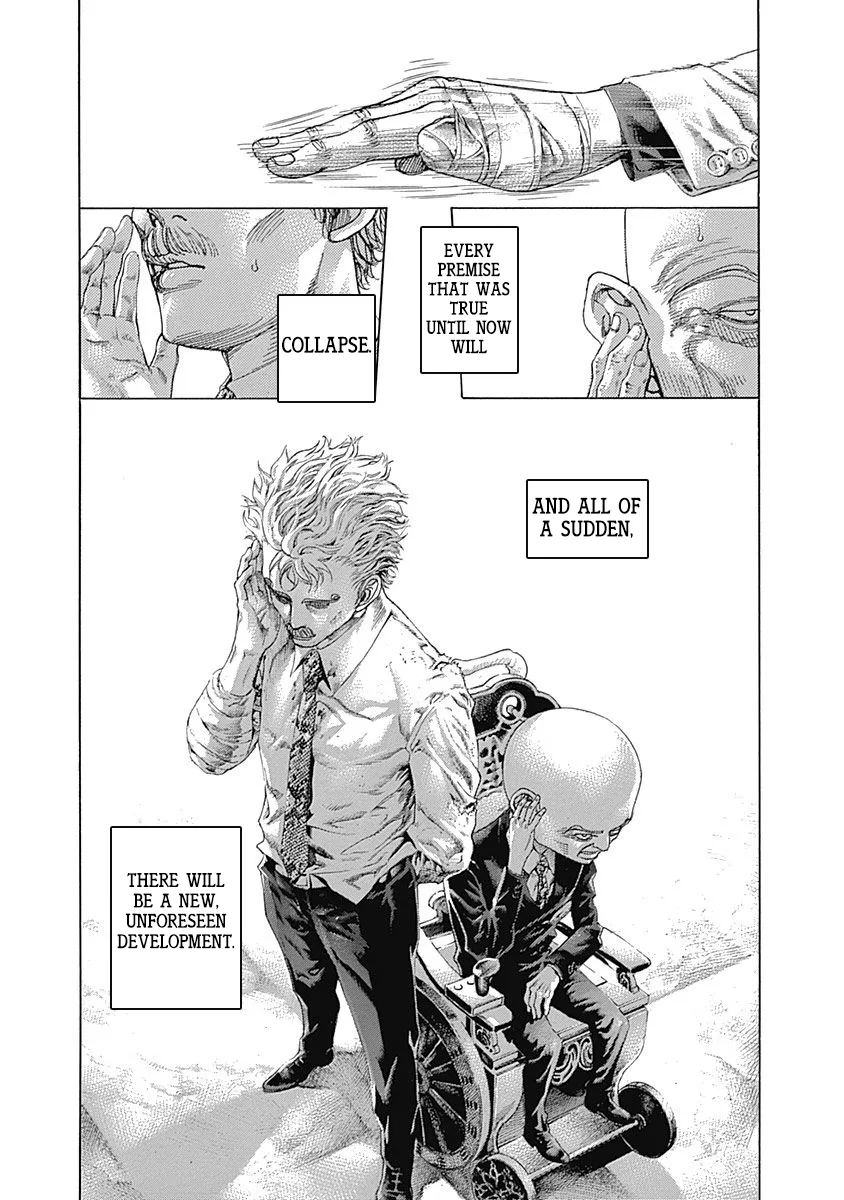 EVERY
PREMISE
THAT WAS
TRUE
UNTIL NOW
WILL
COLLAPSE.
AND ALL OF
A SUDDEN,
THERE WILL
BE A NEW,
UNFORESEEN
DEVELOPMENT.